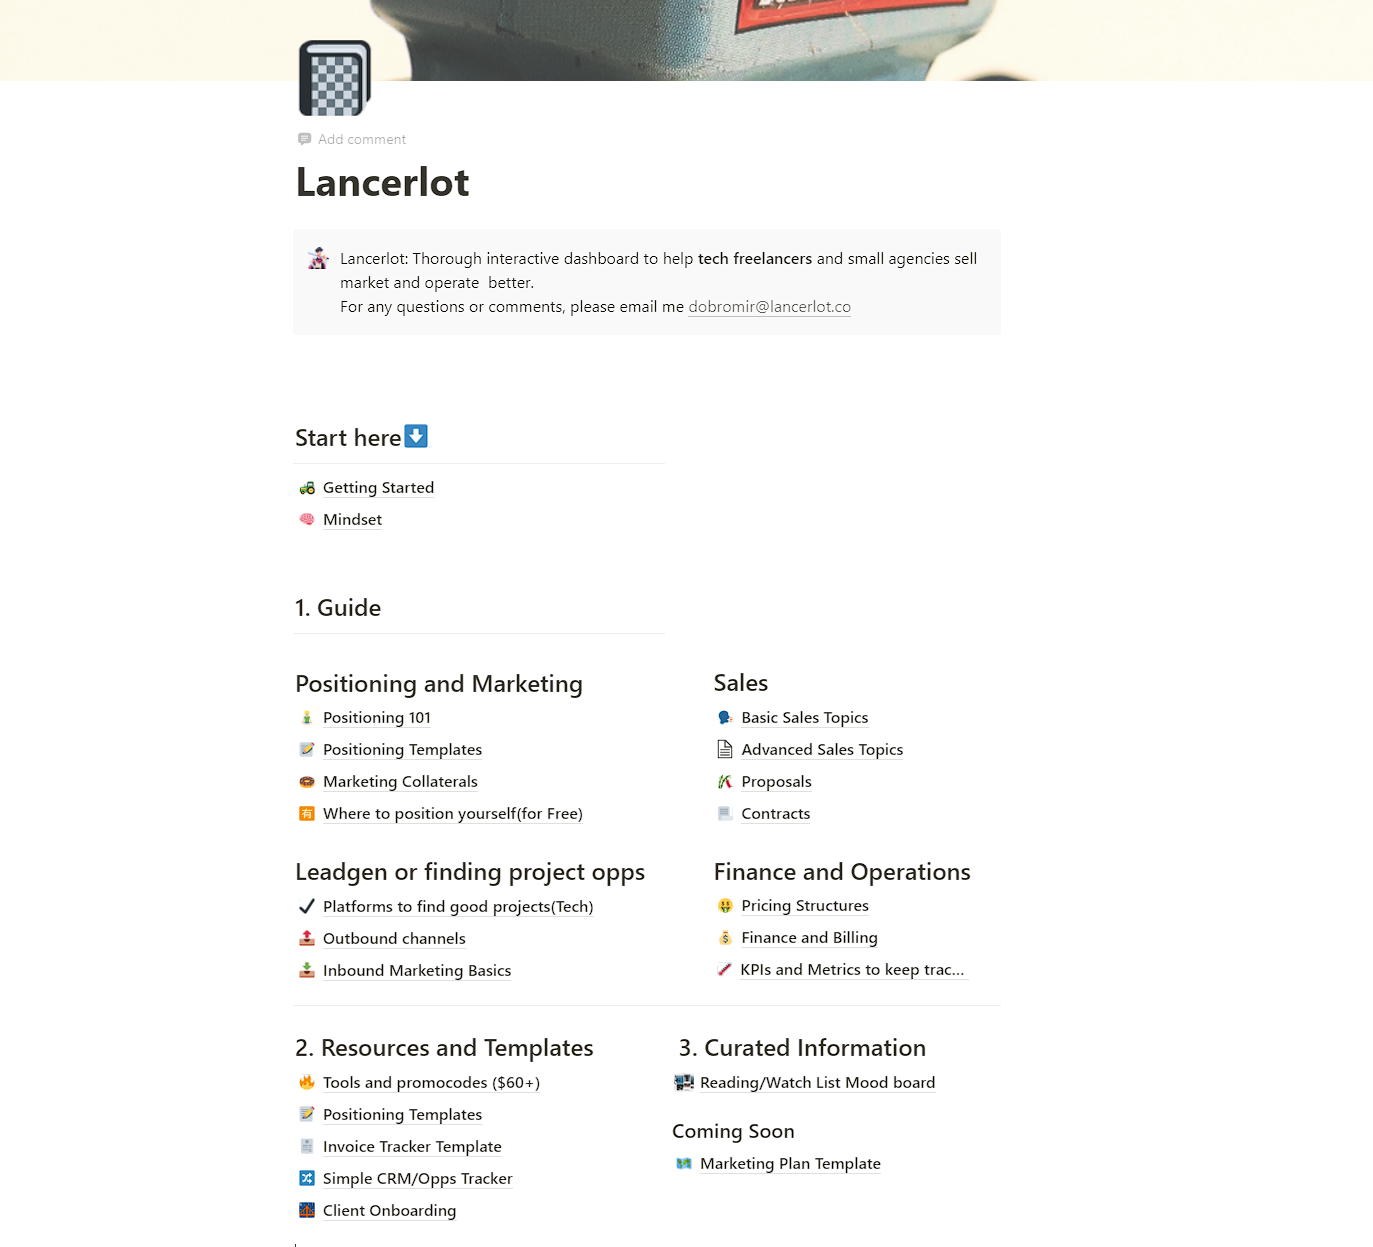 Add comment
Lancerlot
Lancerlot: Thorough interactive dashboard to help tech freelancers and small agencies sell
market and operate  better.
For any questions or comments, please email me dobromir@lancerlot.co
Start here
Getting Started
Mindset
1. Guide
Positioning and Marketing
Positioning 101
Positioning Templates
Marketing Collaterals
有 Where to position yourself(for Free)
Sales
Basic Sales Topics
Advanced Sales Topics
Proposals
Contracts
Leadgen or finding project opps
Platforms to find good projects(Tech)
Outbound channels
Inbound Marketing Basics
Finance and Operations
Pricing Structures
Finance and Billing
KPIs and Metrics to keep trac...
2. Resources and Templates
Tools and promocodes ($60+)
Positioning Templates
Invoice Tracker Template
Simple CRM/Opps Tracker
Client Onboarding
3. Curated Information
Reading/Watch List Mood board
Coming Soon
Marketing Plan Template